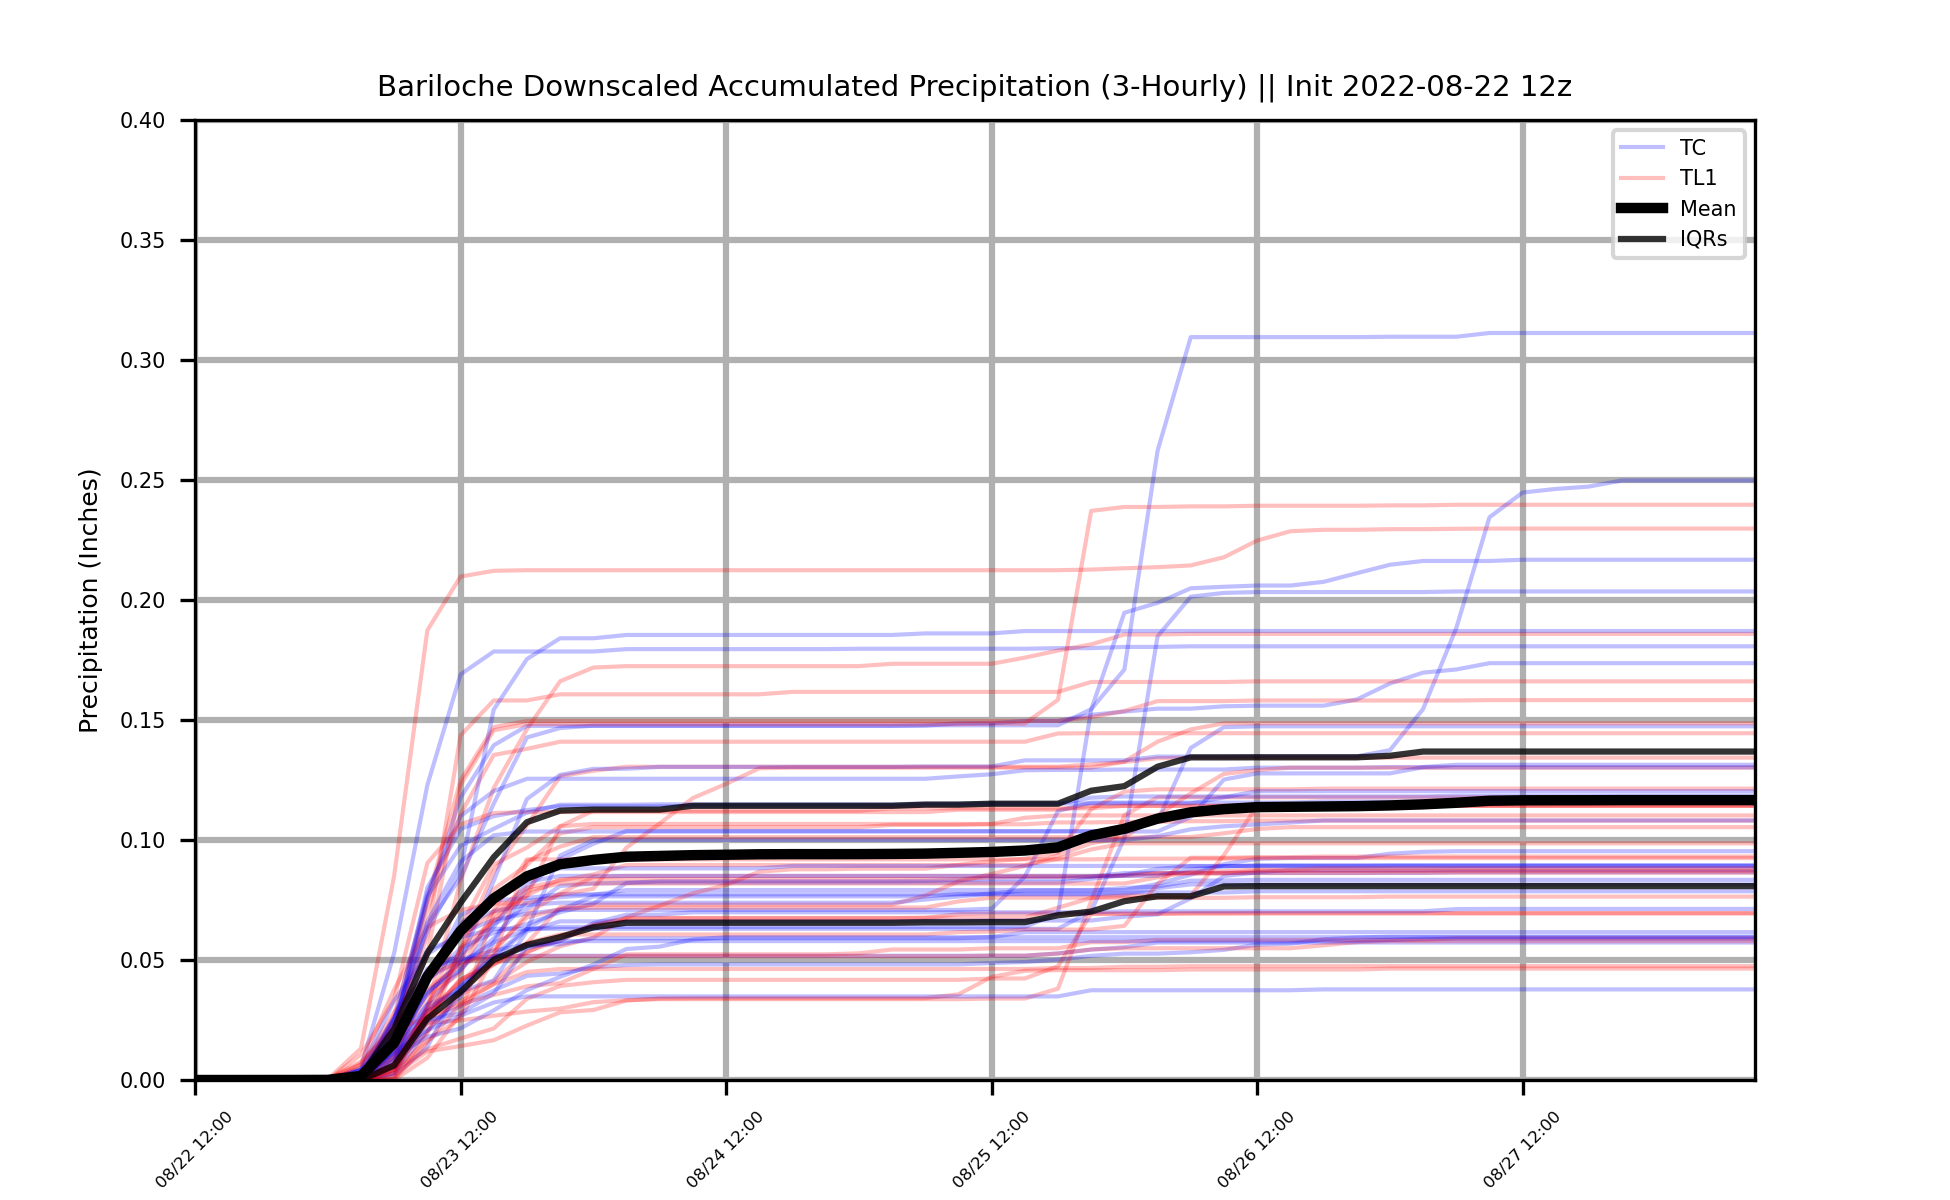 Bariloche Downscaled Accumulated Precipitation (3-Hourly) || Init 2022-08-22 12z
Precipitation (Inches)
0.40
0.35
0.30
0.25
0.20
0.15
0.10
0.05
0.00
TC
TL1
Mean
IQRs
08/22 12:00
08/23 12:00
08/24 12:00
08/25 12:00
08/26 12:00
08/27 12:00